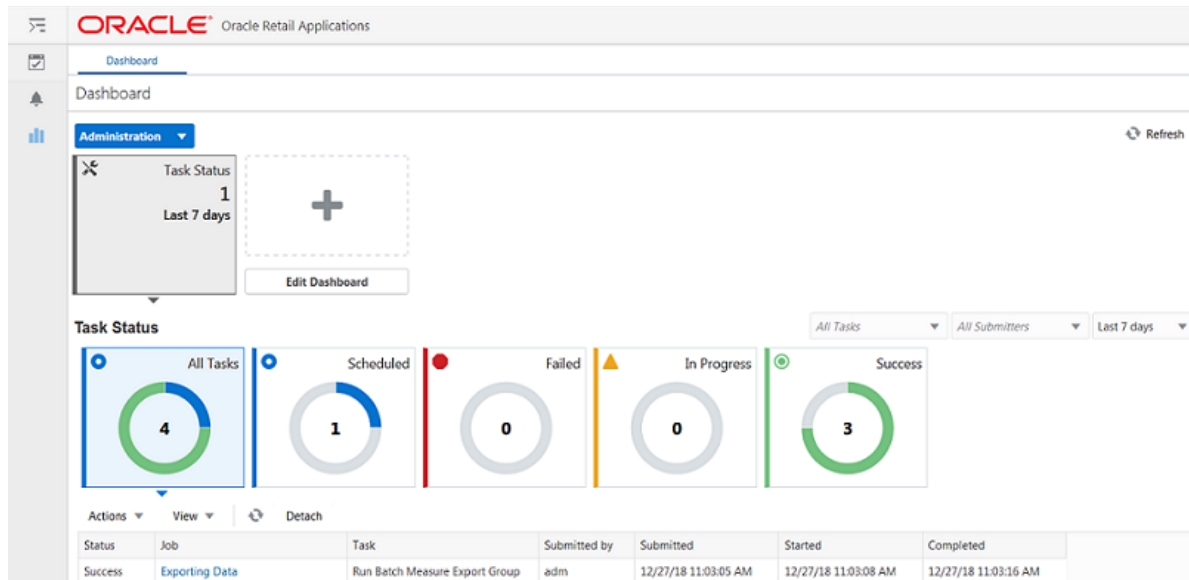 ORACLE® Oracle Retail Applications
Dashboard
Dashboard
Administration
Refresh
Task Status
1
Last 7 days
Edit Dashboard
Task Status
All Tasks
All Submitters
Last 7 days
All Tasks
4
Scheduled
1
Failed
0
In Progress
0
Success
3
Actions View Detach
Status Job Task Submitted by Submitted Started Completed
Success Exporting Data Run Batch Measure Export Group adm 12/27/18 11:03:05 AM 12/27/18 11:03:08 AM 12/27/18 11:03:16 AM